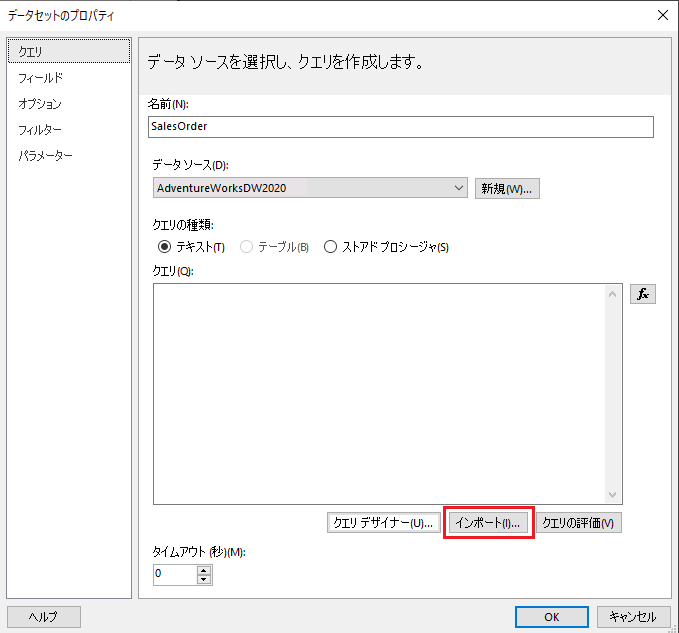 データセットのプロパティ
クエリ
フィールド
オプション
フィルター
パラメーター
データ ソースを選択し、クエリを作成します。
名前(N):
SalesOrder
データ ソース(D):
AdventureWorksDW2020
新規(W)...
クエリの種類:
テキスト(T) テーブル(B) ストアド プロシージャ(S)
クエリ(Q):
fx
クエリ デザイナー(U)... インポート(I)... クエリの評価(V)
タイムアウト (秒)(M):
0
ヘルプ OK キャンセル